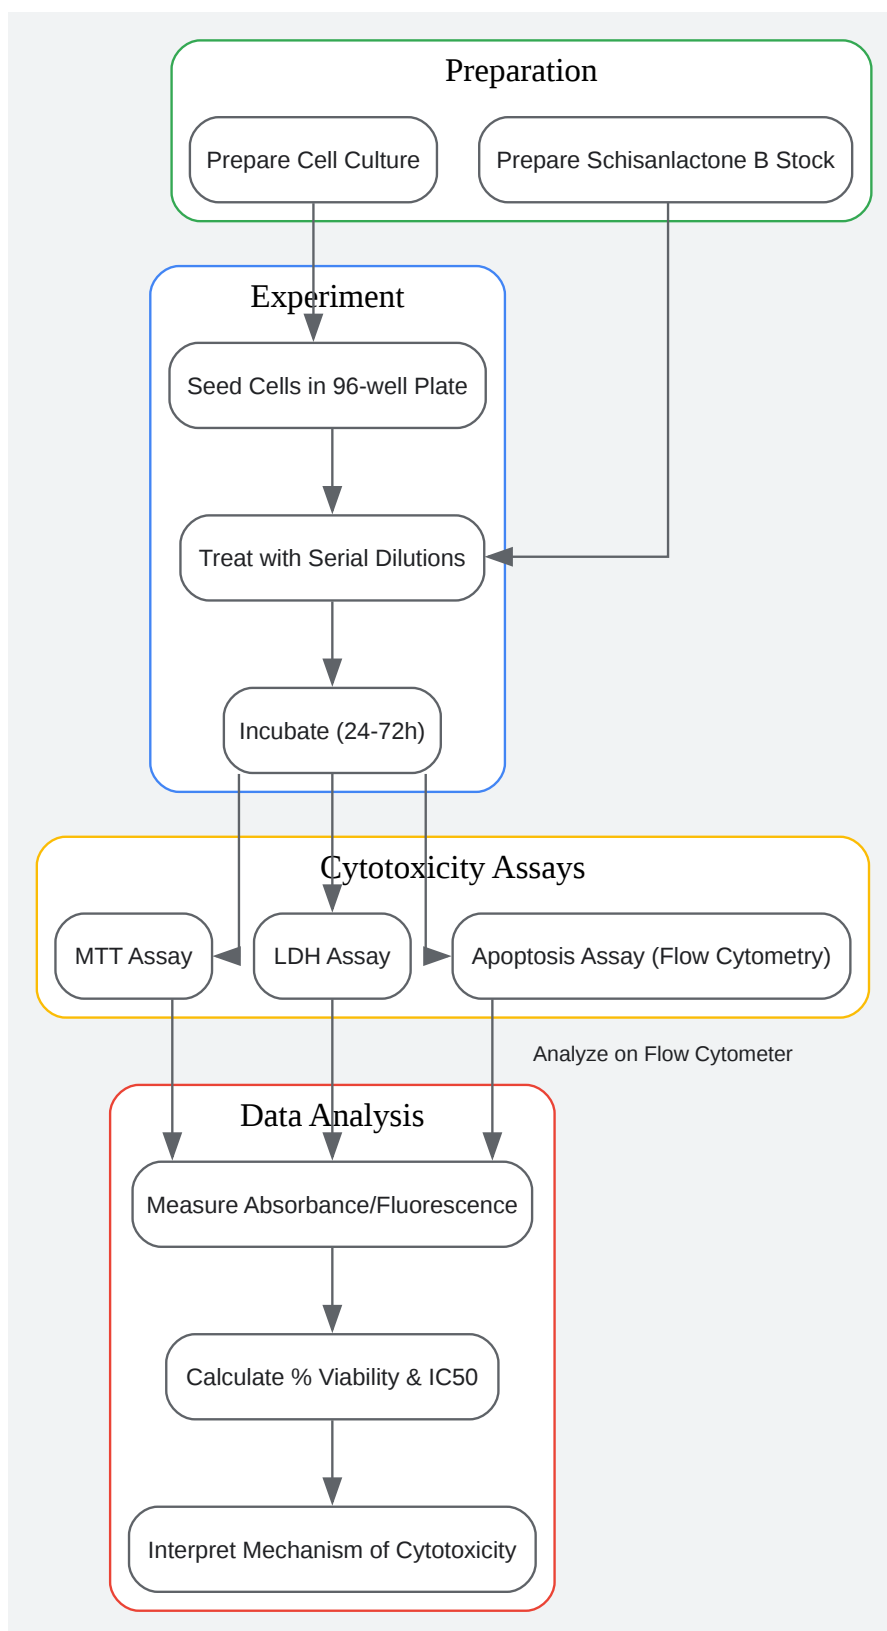 Preparation
Prepare Cell Culture
Prepare Schisanlactone B Stock
Experiment
Seed Cells in 96-well Plate
Treat with Serial Dilutions
Incubate (24-72h)
Cytotoxicity Assays
MTT Assay
LDH Assay
Apoptosis Assay (Flow Cytometry)
Analyze on Flow Cytometer
Data Analysis
Measure Absorbance/Fluorescence
Calculate % Viability & IC50
Interpret Mechanism of Cytotoxicity